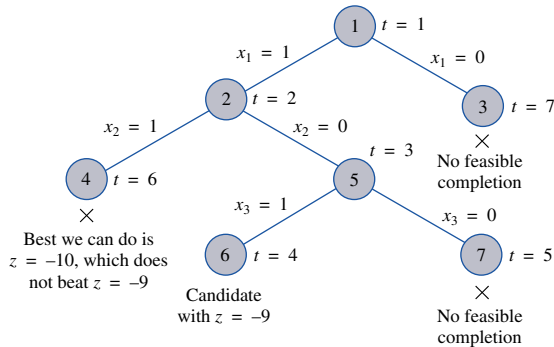 1
t = 1
x₁ = 1
x₁ = 0
2
t = 2
3
t = 7
x₂ = 1
x₂ = 0
No feasible
completion
t = 3
4
t = 6
5
x₃ = 1
x₃ = 0
Best we can do is
z = –10, which does
not beat z = –9
6
t = 4
7
t = 5
Candidate
with z = –9
No feasible
completion